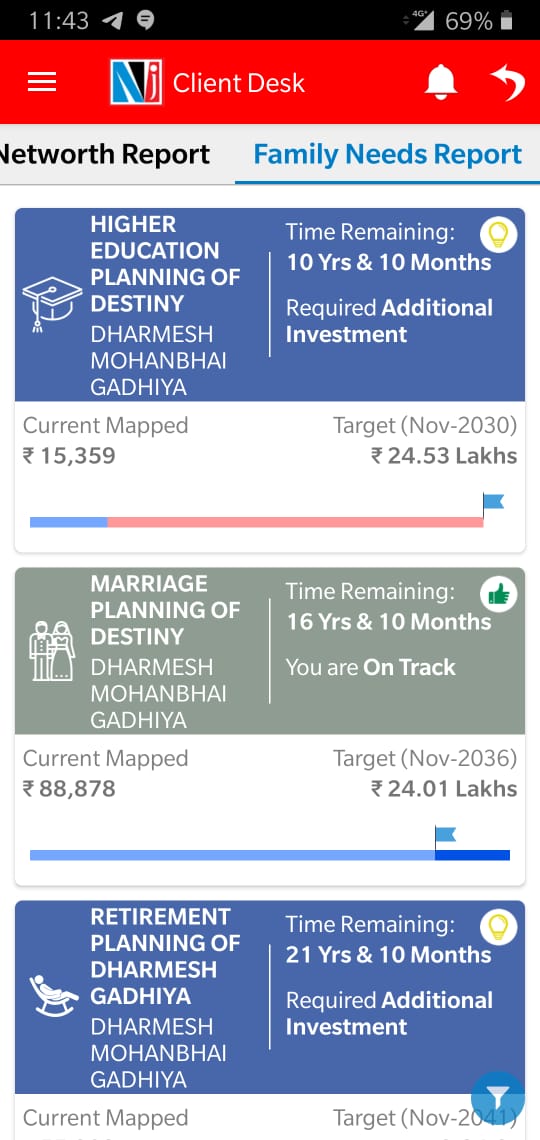 11:43
4G+ 69%
Nj Client Desk
Networth Report Family Needs Report
HIGHER
EDUCATION
PLANNING OF
DESTINY
DHARMESH
MOHANBHAI
GADHIYA
Time Remaining:
10 Yrs & 10 Months
Required Additional
Investment
Current Mapped Target (Nov-2030)
₹ 15,359 ₹ 24.53 Lakhs
MARRIAGE
PLANNING OF
DESTINY
DHARMESH
MOHANBHAI
GADHIYA
Time Remaining:
16 Yrs & 10 Months
You are On Track
Current Mapped Target (Nov-2036)
₹ 88,878 ₹ 24.01 Lakhs
RETIREMENT
PLANNING OF
DHARMESH
GADHIYA
DHARMESH
MOHANBHAI
GADHIYA
Time Remaining:
21 Yrs & 10 Months
Required Additional
Investment
Current Mapped Target (Nov-2041)